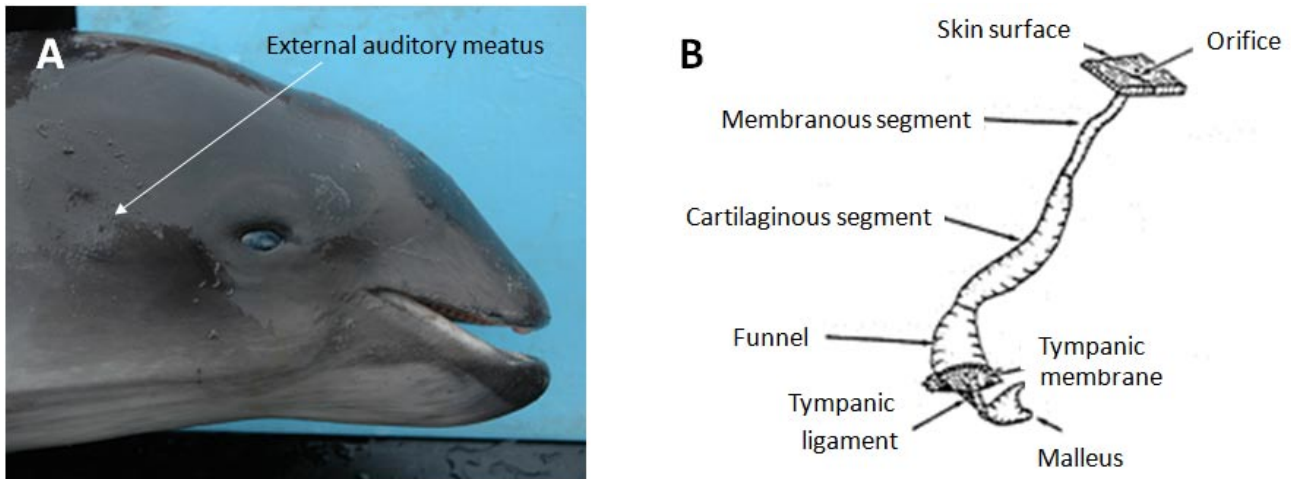 A
External auditory meatus
B
Skin surface
Orifice
Membranous segment
Cartilaginous segment
Funnel
Tympanic
membrane
Tympanic
ligament
Malleus